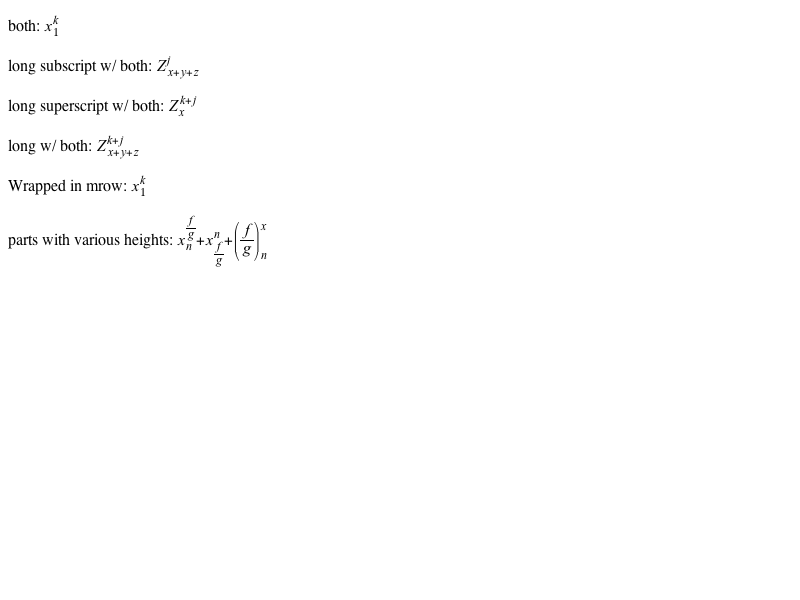 both: $x_1^k$
long subscript w/ both: $Z_{x+y+z}^j$
long superscript w/ both: $Z_x^{k+j}$
long w/ both: $Z_{x+y+z}^{k+j}$
Wrapped in mrow: $x_1^k$
parts with various heights: $x_n^{\frac{f}{g}}+x_{\frac{f}{g}}^n+\left(\frac{f}{g}\right)_n^x$